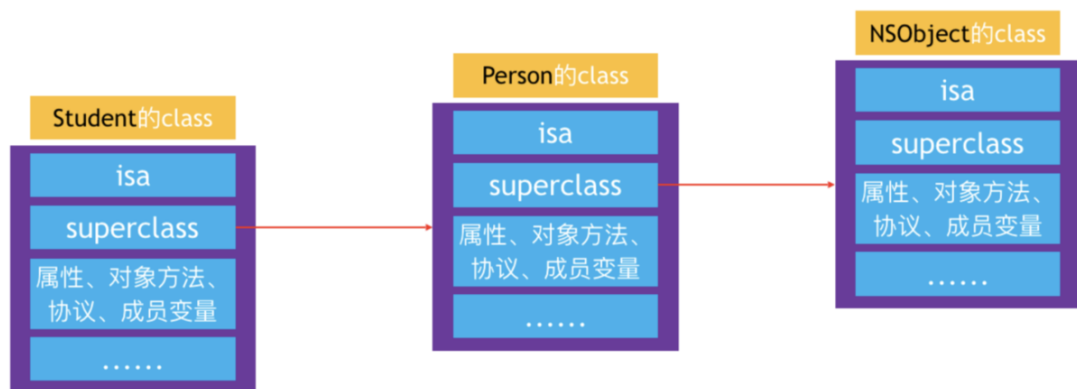 Student的class
isa
superclass
属性、对象方法、
协议、成员变量
......
Person的class
isa
superclass
属性、对象方法、
协议、成员变量
......
NSObject的class
isa
superclass
属性、对象方法、
协议、成员变量
......